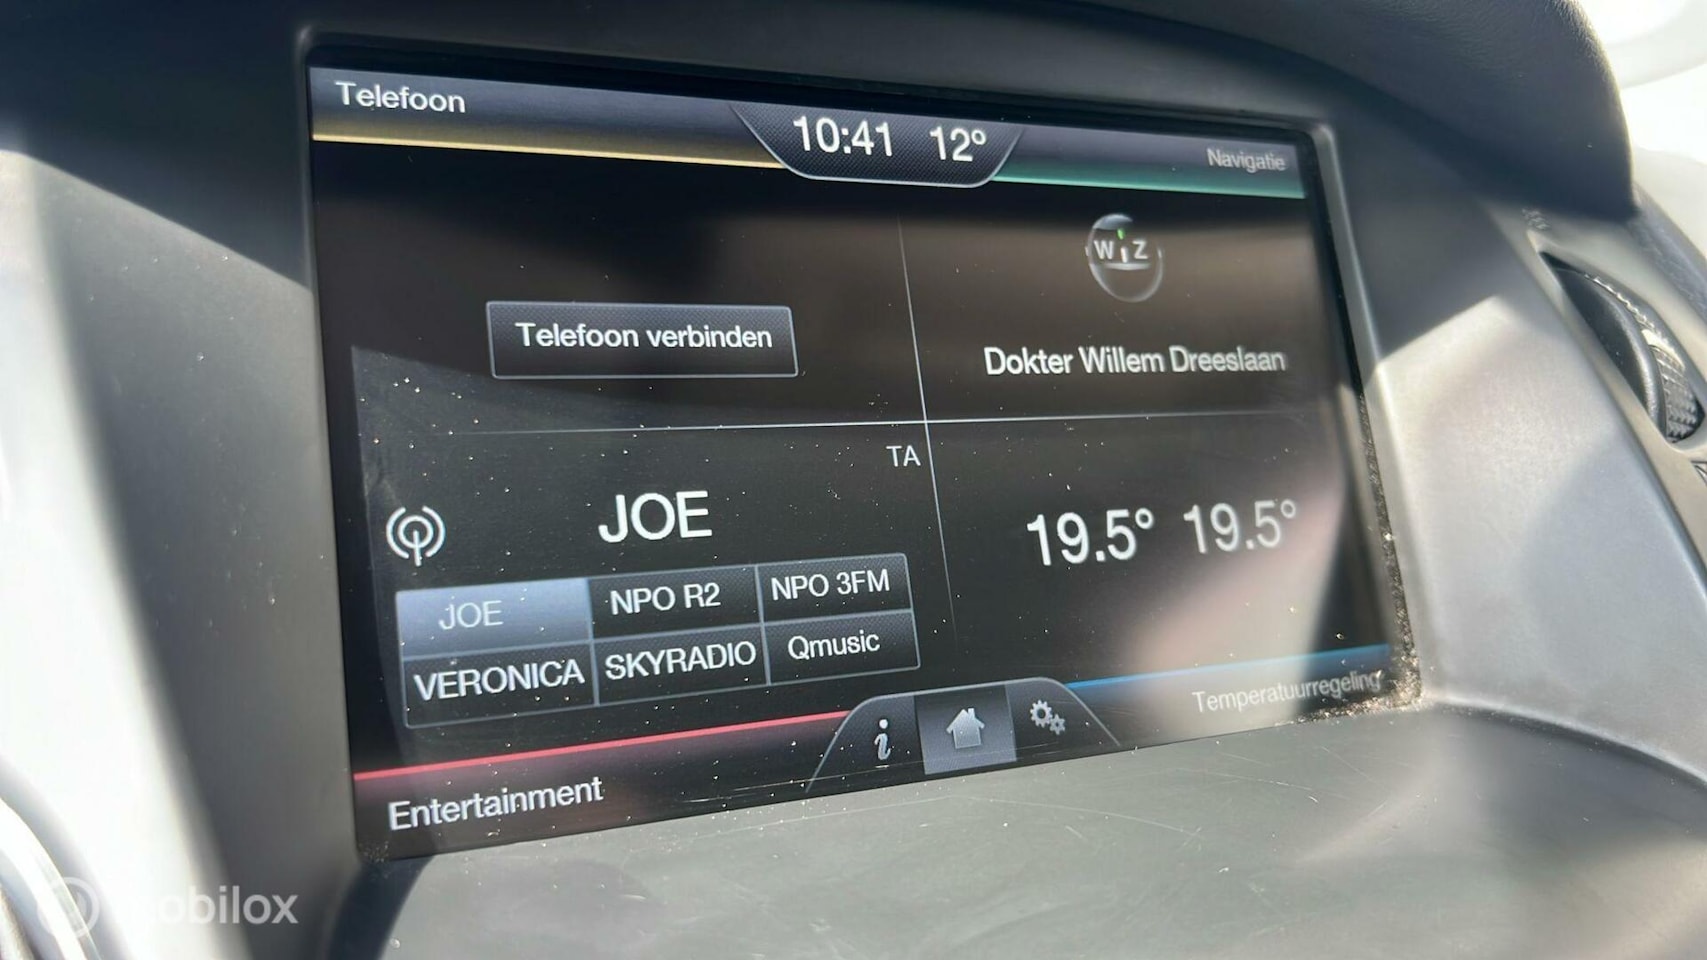 Telefoon
10:41 12°
Navigatie
W i Z
Telefoon verbinden
Dokter Willem Dreeslaan
TA
JOE
19.5° 19.5°
JOE NPO R2 NPO 3FM
VERONICA SKYRADIO Qmusic
i
Temperatuurregeling
Entertainment
mobilox